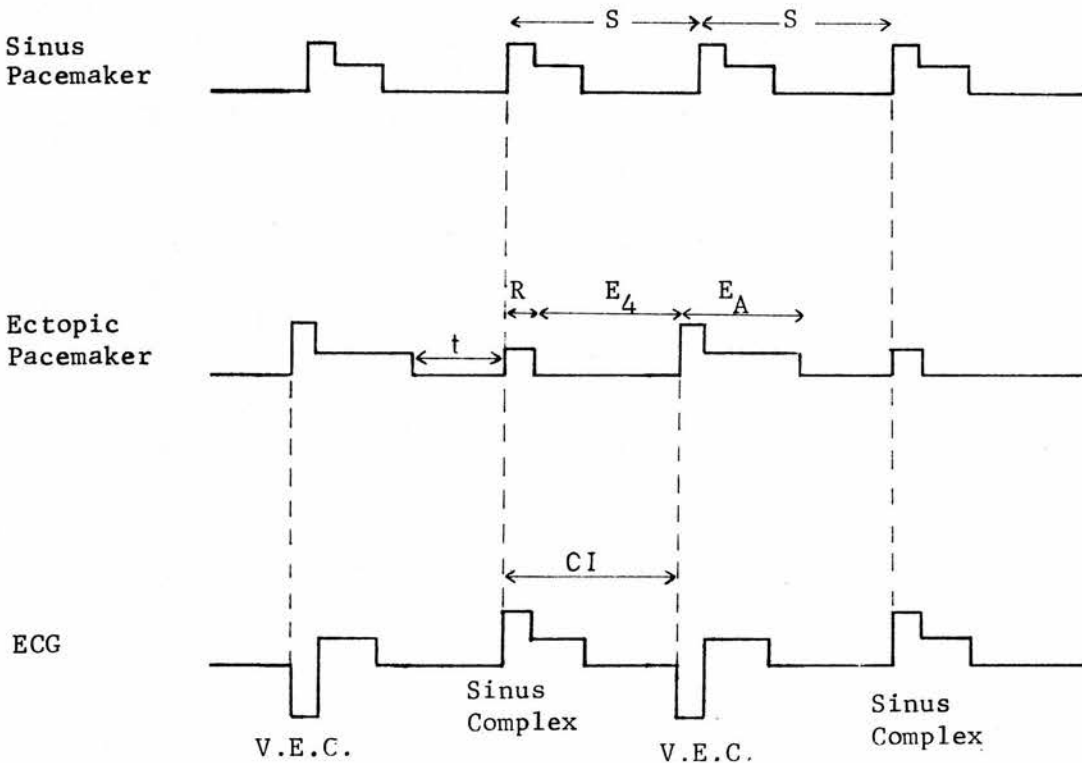 S
S
Sinus
Pacemaker
R
E4
EA
Ectopic
Pacemaker
t
CI
ECG
Sinus
Complex
Sinus
Complex
V.E.C.
V.E.C.